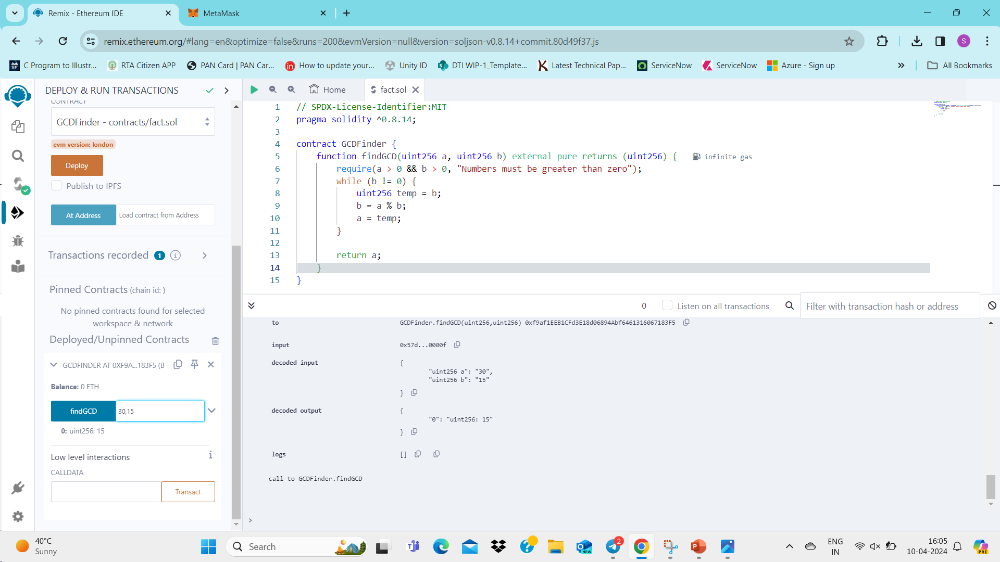 Remix - Ethereum IDE
MetaMask
remix.ethereum.org/#lang=en&optimize=false&runs=200&evmVersion=null&version=soljson-v0.8.14+commit.80d49f37.js
S
C Program to Illustr...
RTA Citizen APP
PAN Card | PAN Car...
How to update your...
Unity ID
DTI WIP-1_Template...
Latest Technical Pap...
ServiceNow
ServiceNow
Azure - Sign up
All Bookmarks
DEPLOY & RUN TRANSACTIONS
CONTRACT
GCDFinder - contracts/fact.sol
evm version: london
Deploy
Publish to IPFS
At Address
Load contract from Address
Transactions recorded 1 i
Pinned Contracts (chain id: )
No pinned contracts found for selected
workspace & network
Deployed/Unpinned Contracts
GCDFINDER AT 0XF9A...183F5 (B
Balance: 0 ETH
findGCD
30,15
0: uint256: 15
Low level interactions
i
CALLDATA
Transact
Home
fact.sol
1 // SPDX-License-Identifier:MIT
2 pragma solidity ^0.8.14;
3
4 contract GCDFinder {
5 function findGCD(uint256 a, uint256 b) external pure returns (uint256) { infinite gas
6 require(a > 0 && b > 0, "Numbers must be greater than zero");
7 while (b != 0) {
8 uint256 temp = b;
9 b = a % b;
10 a = temp;
11 }
12
13 return a;
14 }
15 }
0
Listen on all transactions
Filter with transaction hash or address
to GCDFinder.findGCD(uint256,uint256) 0xf9af1EEB1CFd3E18d06894Abf6461316067183F5
input 0x57d...0000f
decoded input {
"uint256 a": "30",
"uint256 b": "15"
}
decoded output {
"0": "uint256: 15"
}
logs []
call to GCDFinder.findGCD
>
40°C
Sunny
Search
NEW
2
ENG
IN
16:05
10-04-2024
PRE